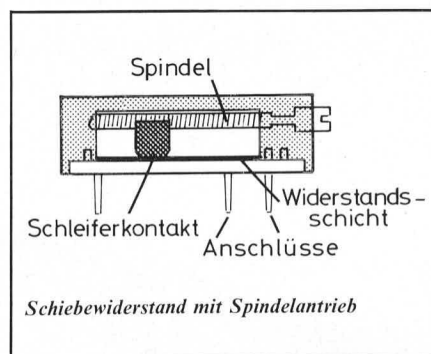 Spindel
Widerstands-
schicht
Schleiferkontakt
Anschlüsse
Schiebewiderstand mit Spindelantrieb